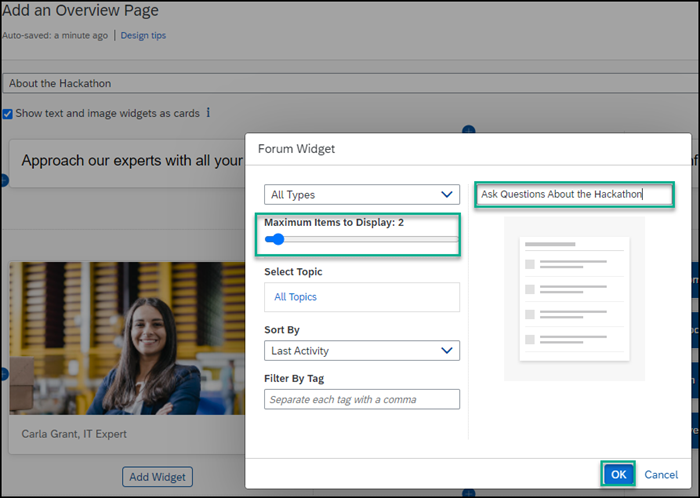 Add an Overview Page
Auto-saved: a minute ago | Design tips
About the Hackathon
Show text and image widgets as cards i
Approach our experts with all your
Forum Widget
All Types
Ask Questions About the Hackathon
Maximum Items to Display: 2
Select Topic
All Topics
Sort By
Last Activity
Filter By Tag
Separate each tag with a comma
Carla Grant, IT Expert
Add Widget
OK
Cancel